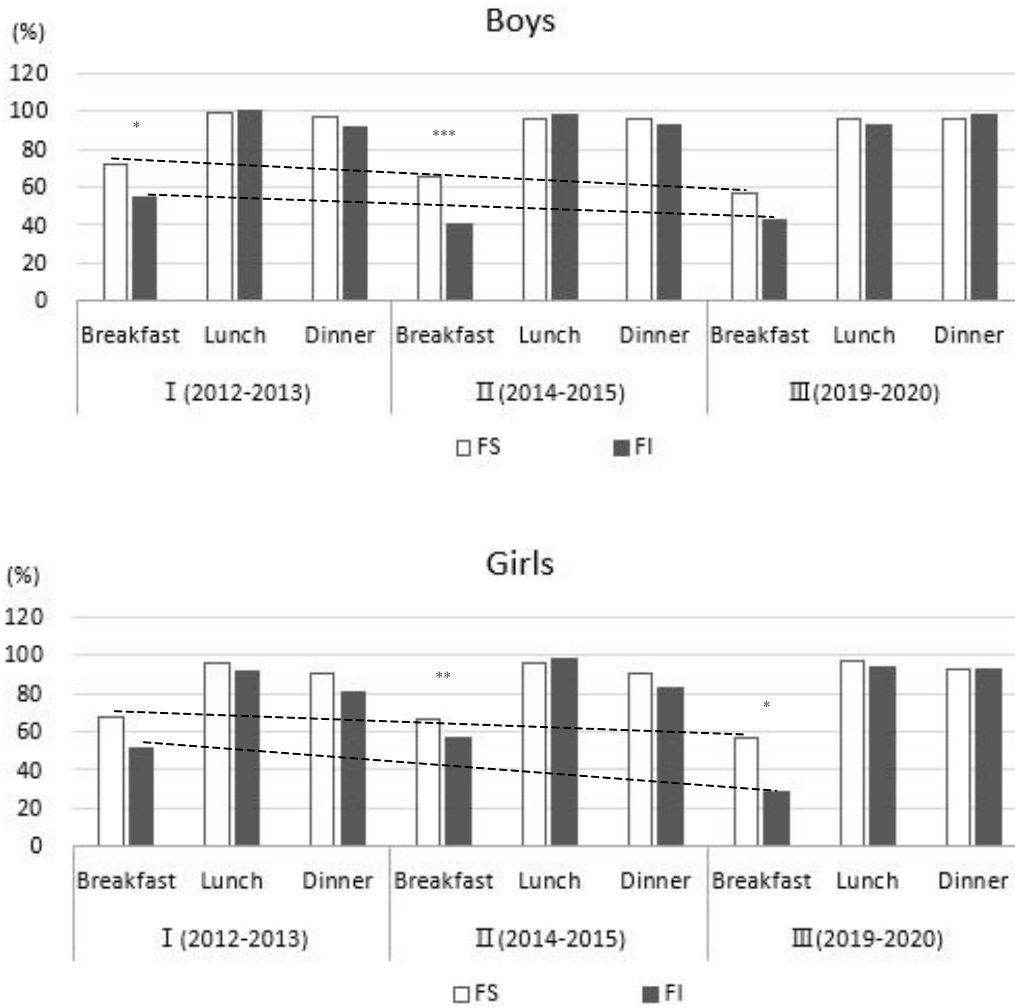 Boys
(%)
120
100
80
60
40
20
0
* ***
Breakfast Lunch Dinner Breakfast Lunch Dinner Breakfast Lunch Dinner
Ⅰ (2012-2013) Ⅱ (2014-2015) Ⅲ (2019-2020)
FS FI
Girls
(%)
120
100
80
60
40
20
0
** *
Breakfast Lunch Dinner Breakfast Lunch Dinner Breakfast Lunch Dinner
Ⅰ (2012-2013) Ⅱ (2014-2015) Ⅲ (2019-2020)
FS FI